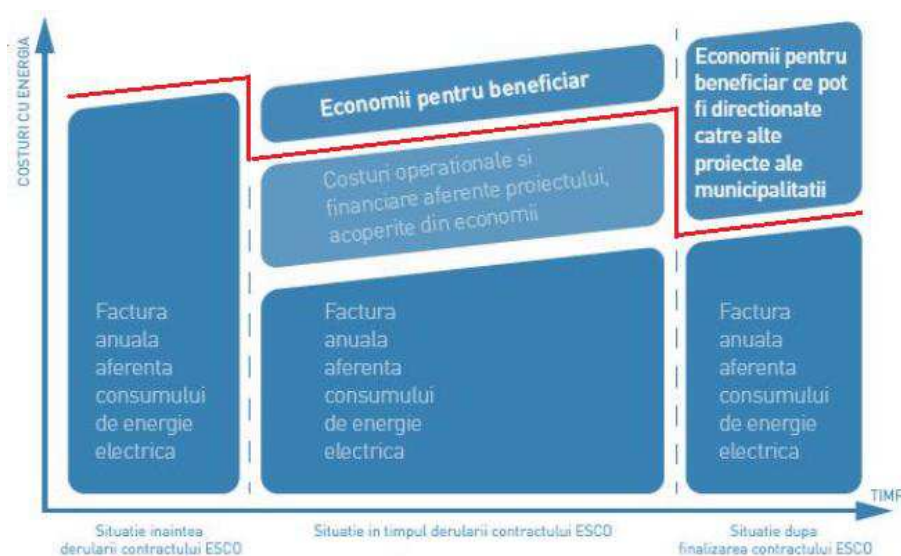 COSTURI CU ENERGIA
Factura
anuala
aferenta
consumului
de energie
electrica
Economii pentru beneficiar
Costuri operationale si
financiare aferente proiectului,
acoperite din economii
Factura
anuala
aferenta
consumului
de energie
electrica
Economii pentru
beneficiar ce pot
fi directionate
catre alte
proiecte ale
municipalitatii
Factura
anuala
aferenta
consumului
de energie
electrica
TIMP
Situatie inaintea
derularii contractului ESCO
Situatie in timpul derularii contractului ESCO
Situatie dupa
finalizarea contractului ESCO